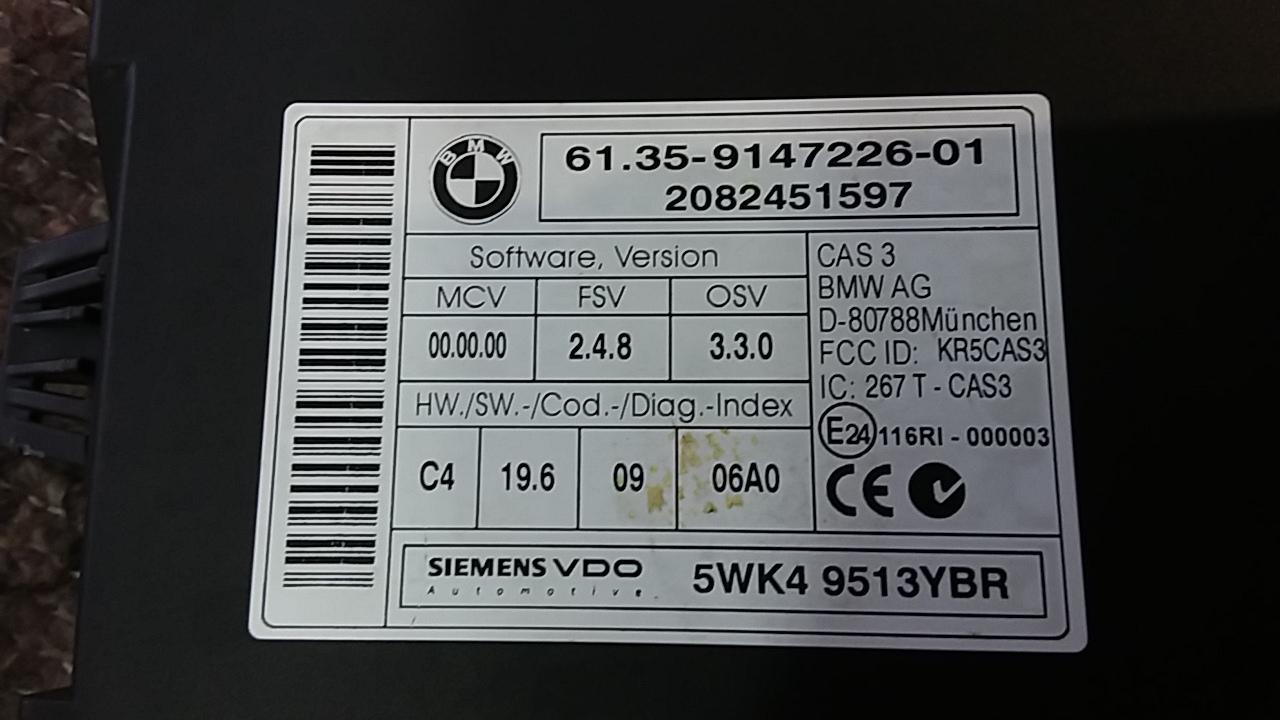 BMW
61.35-9147226-01
2082451597
Software, Version
MCV FSV OSV
00.00.00 2.4.8 3.3.0
HW./SW.-/Cod.-/Diag.-Index
C4 19.6 09 06A0
CAS 3
BMW AG
D-80788München
FCC ID: KR5CAS3
IC: 267 T - CAS3
E24 116RI - 000003
CE
SIEMENS VDO
Automotive
5WK4 9513YBR